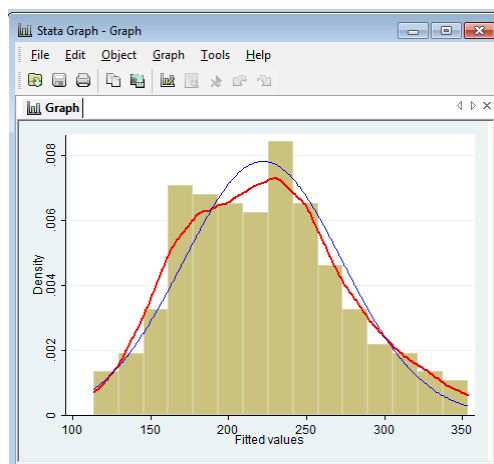 Stata Graph - Graph
File Edit Object Graph Tools Help
Graph
.008
.006
.004
.002
0
Density
100 150 200 250 300 350
Fitted values